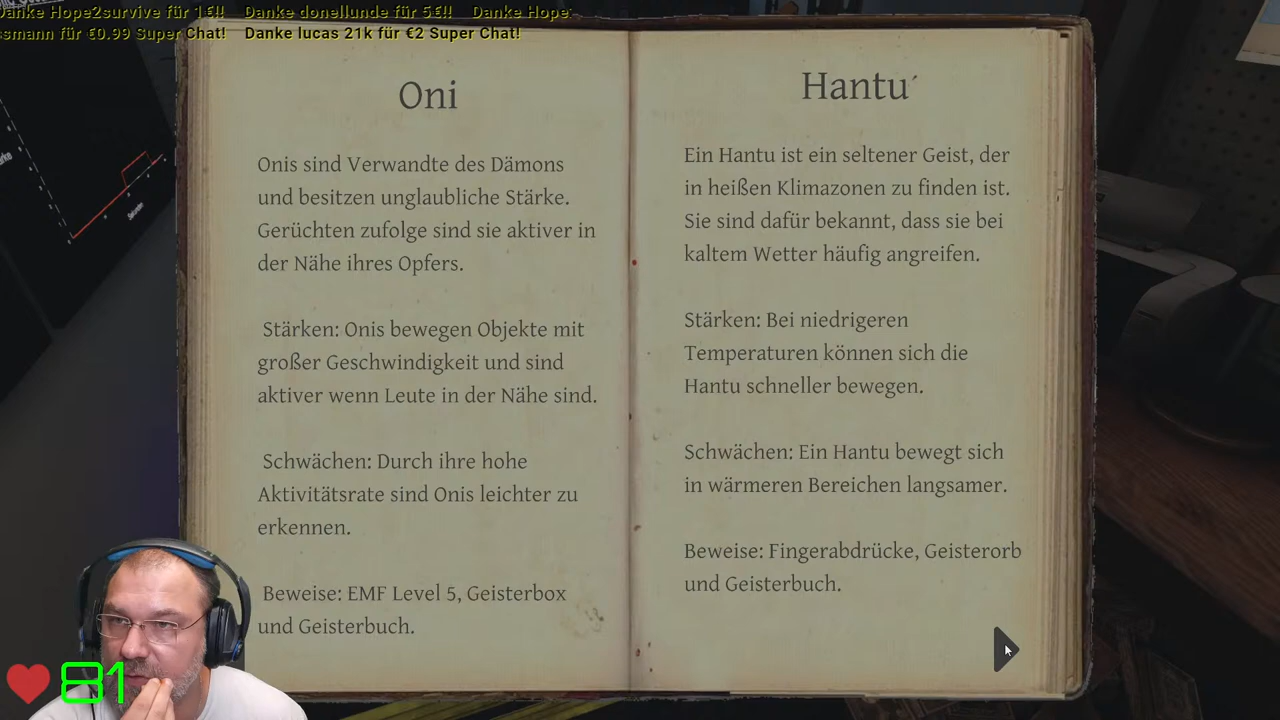 Danke Hope2survive für 1€!! Danke donellunde für 5€!! Danke Hope
smann für €0.99 Super Chat! Danke lucas 21k für €2 Super Chat!
Oni
Onis sind Verwandte des Dämons
und besitzen unglaubliche Stärke.
Gerüchten zufolge sind sie aktiver in
der Nähe ihres Opfers.
Stärken: Onis bewegen Objekte mit
großer Geschwindigkeit und sind
aktiver wenn Leute in der Nähe sind.
Schwächen: Durch ihre hohe
Aktivitätsrate sind Onis leichter zu
erkennen.
Beweise: EMF Level 5, Geisterbox
und Geisterbuch.
Hantu´
Ein Hantu ist ein seltener Geist, der
in heißen Klimazonen zu finden ist.
Sie sind dafür bekannt, dass sie bei
kaltem Wetter häufig angreifen.
Stärken: Bei niedrigeren
Temperaturen können sich die
Hantu schneller bewegen.
Schwächen: Ein Hantu bewegt sich
in wärmeren Bereichen langsamer.
Beweise: Fingerabdrücke, Geisterorb
und Geisterbuch.
81